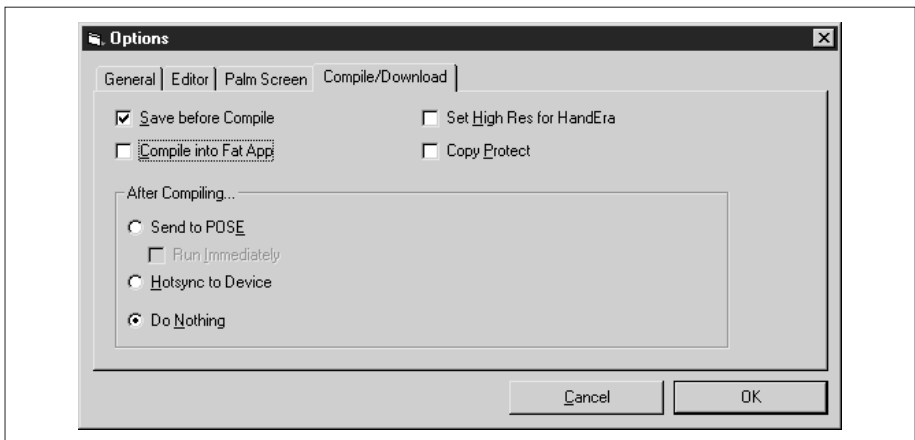 Options
General Editor Palm Screen Compile/Download
Save before Compile Set High Res for HandEra
Compile into Fat App Copy Protect
After Compiling...
Send to POSE
Run Immediately
Hotsync to Device
Do Nothing
Cancel OK